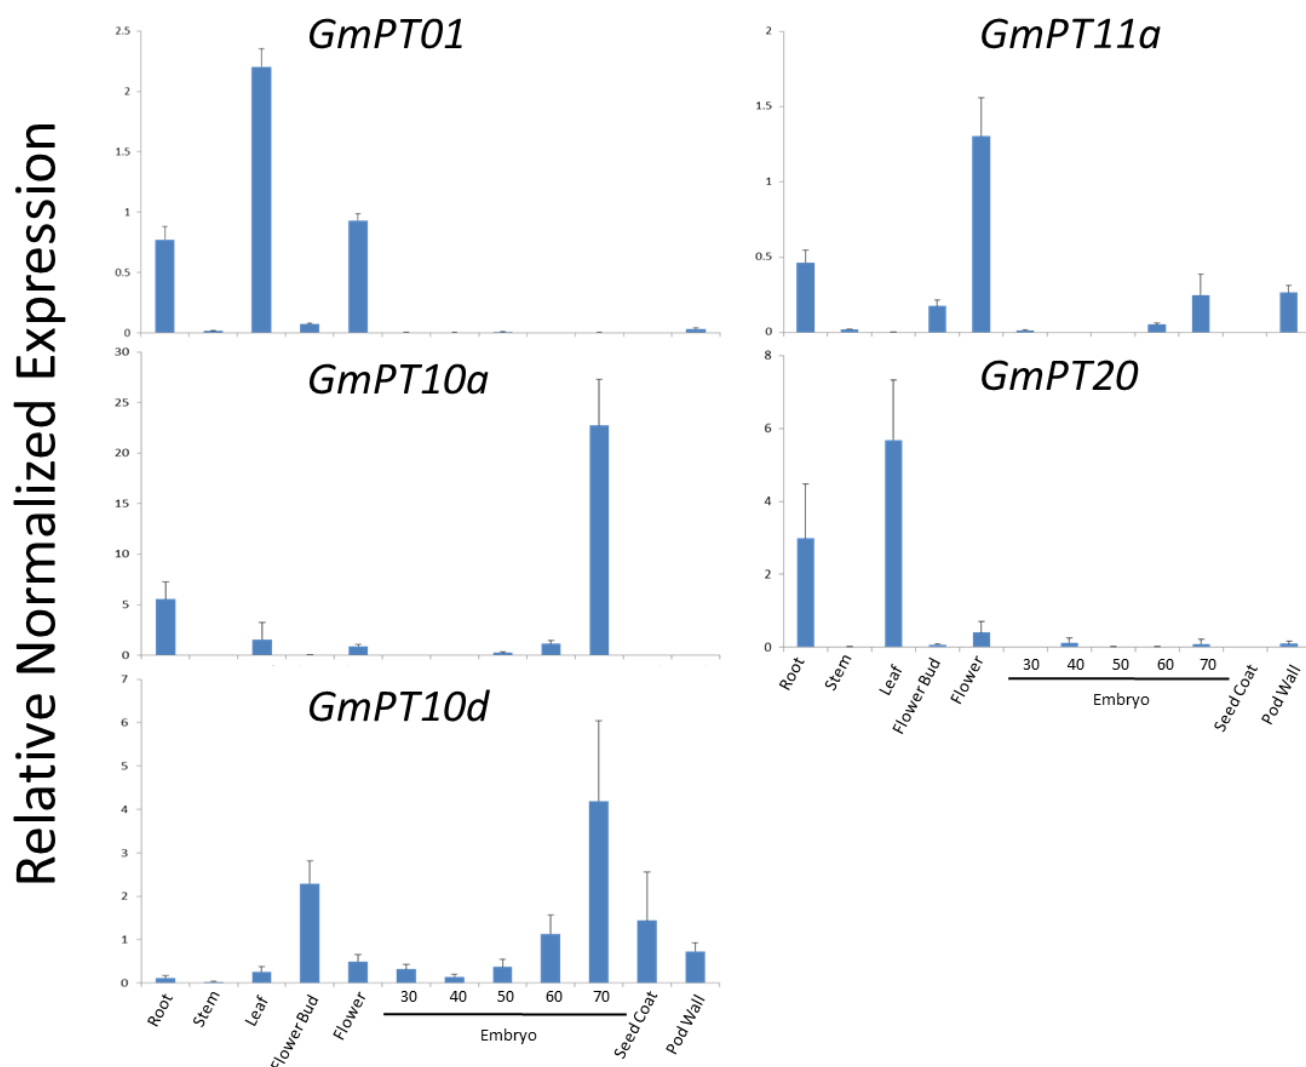 Relative Normalized Expression
GmPT01
2.5
2
1.5
1
0.5
0
GmPT11a
2
1.5
1
0.5
0
GmPT10a
30
25
20
15
10
5
0
GmPT20
8
6
4
2
0
Root
Stem
Leaf
Flower Bud
Flower
30 40 50 60 70
Embryo
Seed Coat
Pod Wall
GmPT10d
7
6
5
4
3
2
1
0
Root
Stem
Leaf
Flower Bud
Flower
30 40 50 60 70
Embryo
Seed Coat
Pod Wall